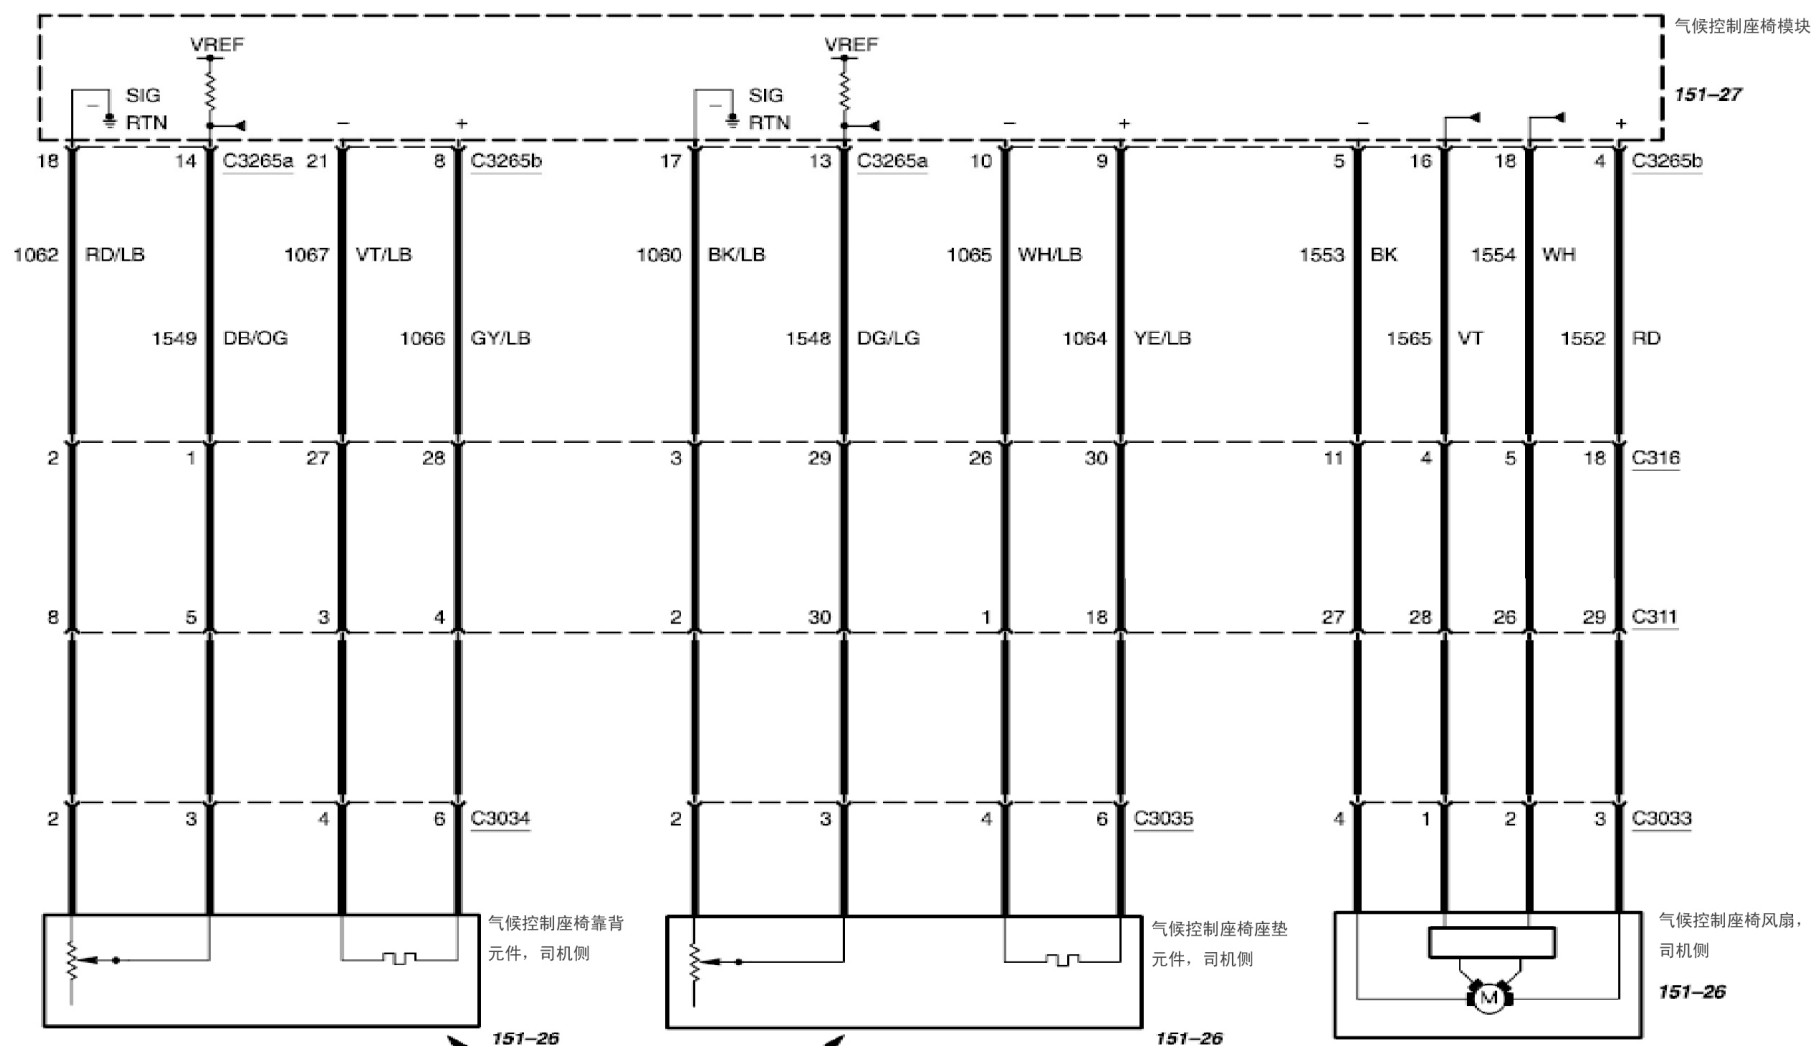 气候控制座椅模块
VREF VREF
151–27
SIG SIG
– –
RTN RTN
– + – + – +
18 14 C3265a 21 8 C3265b 17 13 C3265a 10 9 5 16 18 4 C3265b
1062 RD/LB 1067 VT/LB 1060 BK/LB 1065 WH/LB 1553 BK 1554 WH
1549 DB/OG 1066 GY/LB 1548 DG/LG 1064 YE/LB 1565 VT 1552 RD
2 1 27 28 3 29 26 30 11 4 5 18 C316
8 5 3 4 2 30 1 18 27 28 26 29 C311
2 3 4 6 C3034 2 3 4 6 C3035 4 1 2 3 C3033
气候控制座椅靠背
元件，司机侧
151–26
气候控制座椅座垫
元件，司机侧
151–26
气候控制座椅风扇，
司机侧
151–26
M